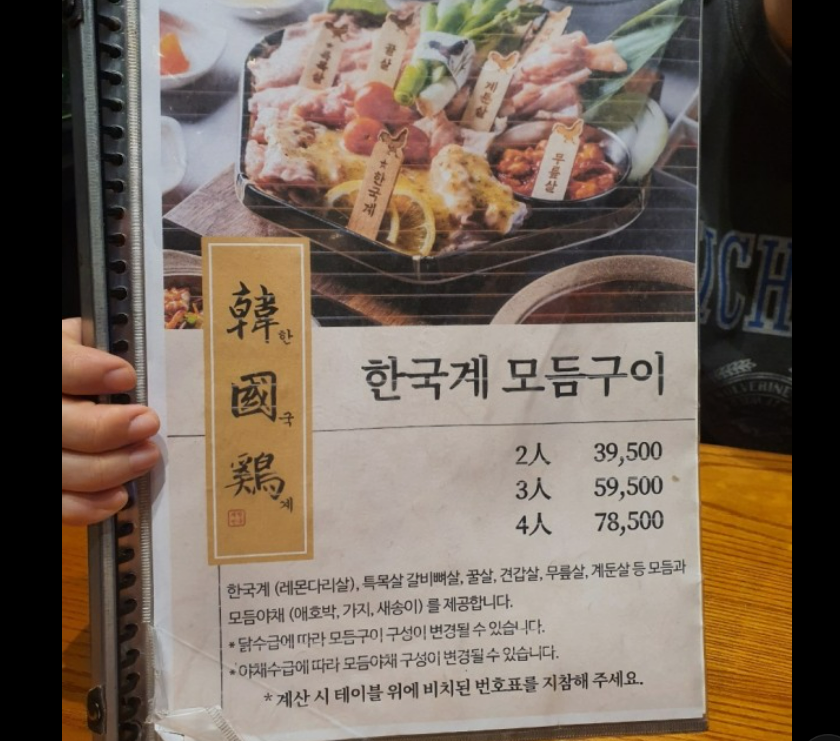 꿀살
계륜살
무릎살
*한국계
韓 한
國 국
鷄 계
한국계 모듬구이
2人 39,500
3人 59,500
4人 78,500
한국계 (레몬다리살), 특목살 갈비뼈살, 꿀살, 견갑살, 무릎살, 계둔살 등 모듬과
모듬야채 (애호박, 가지, 새송이) 를 제공합니다.
* 닭수급에 따라 모듬구이 구성이 변경될 수 있습니다.
* 야채수급에 따라 모듬야채 구성이 변경될 수 있습니다.
* 계산 시 테이블 위에 비치된 번호표를 지참해 주세요.
OCH
OLVERINE